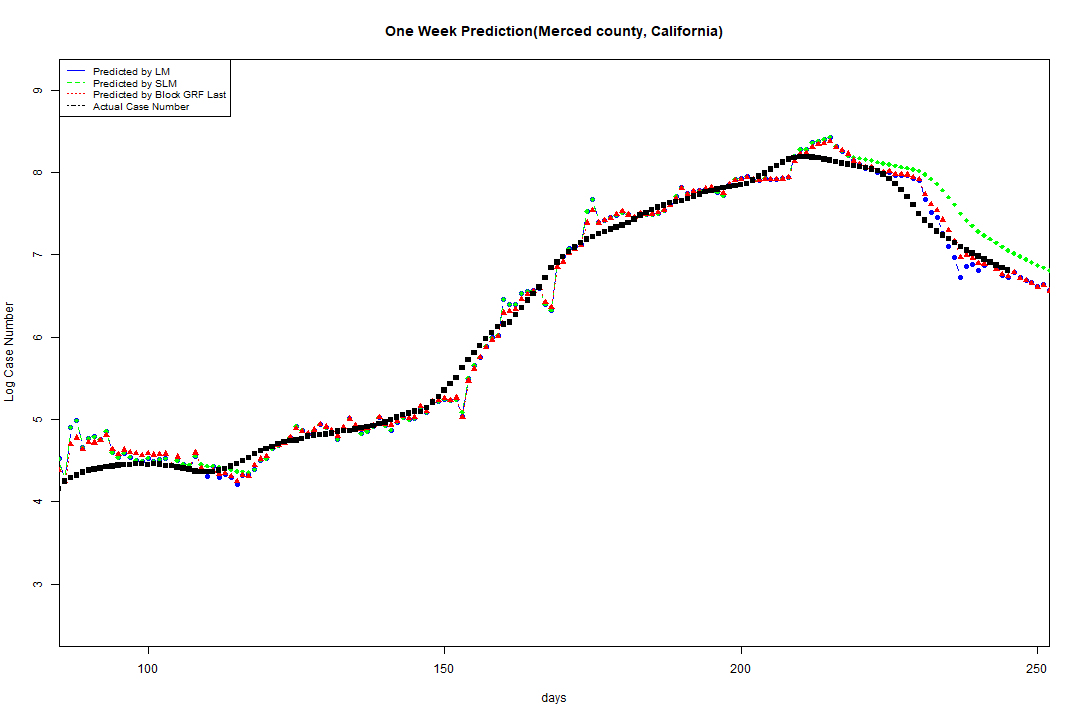 One Week Prediction(Merced county, California)
Predicted by LM
Predicted by SLM
Predicted by Block GRF Last
Actual Case Number
9
8
7
6
5
4
3
Log Case Number
100 150 200 250
days